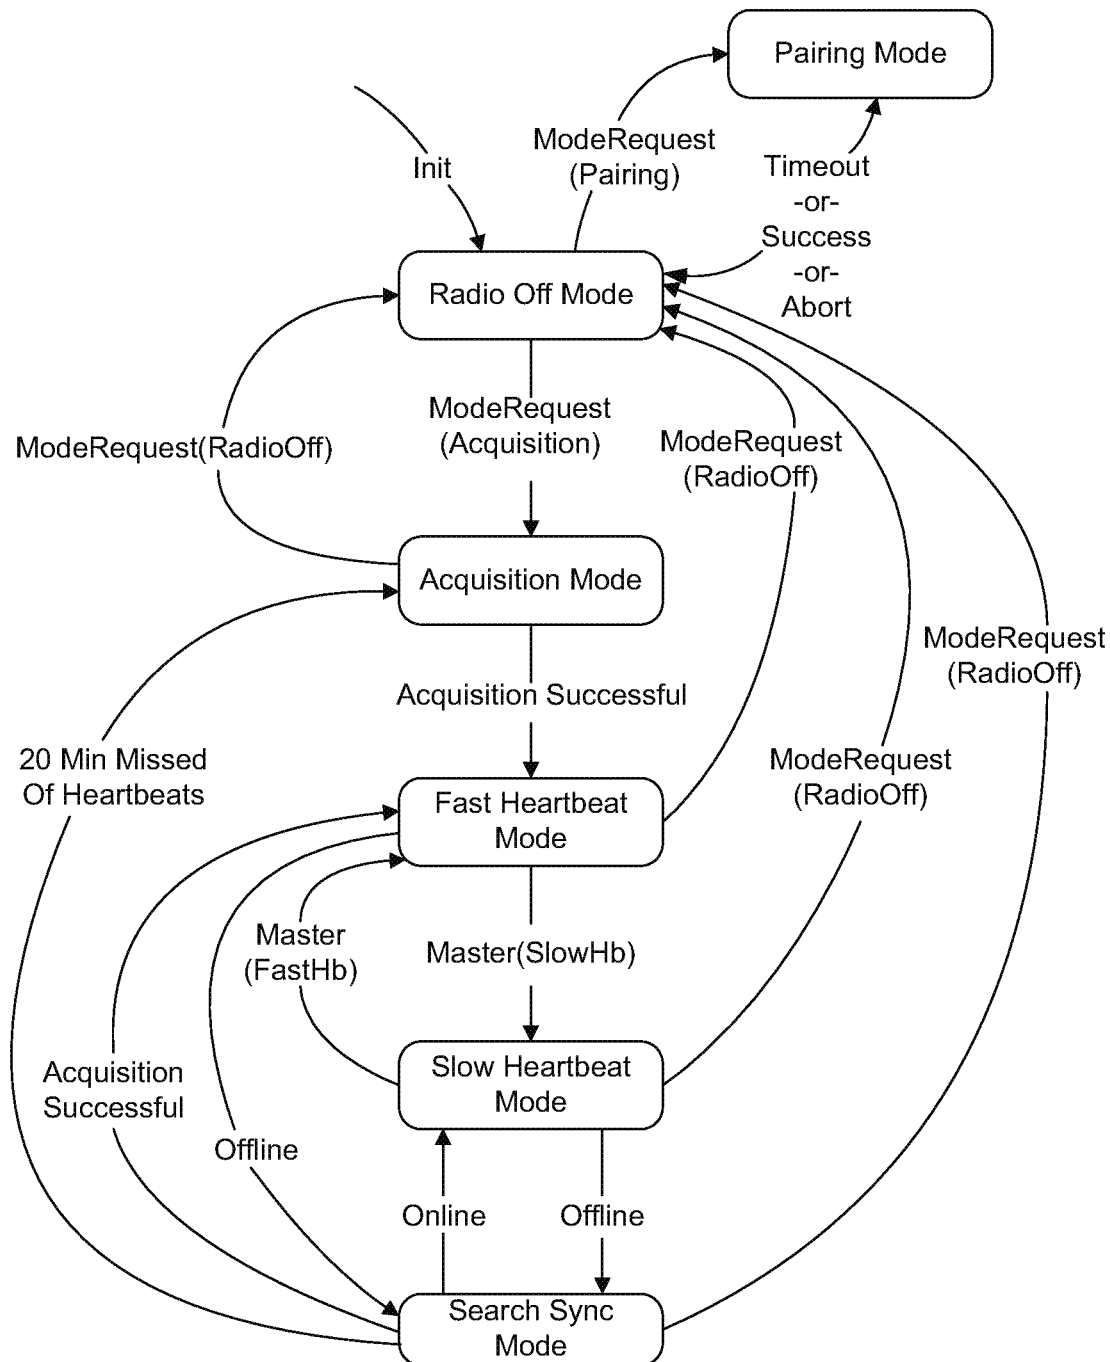 Pairing Mode
ModeRequest
(Pairing)
Init
Timeout
-or-
Success
-or-
Abort
Radio Off Mode
ModeRequest
(Acquisition)
ModeRequest(RadioOff)
ModeRequest
(RadioOff)
Acquisition Mode
ModeRequest
(RadioOff)
Acquisition Successful
20 Min Missed
Of Heartbeats
ModeRequest
(RadioOff)
Fast Heartbeat
Mode
Master
(FastHb)
Master(SlowHb)
Slow Heartbeat
Mode
Acquisition
Successful
Offline
Online
Offline
Search Sync
Mode